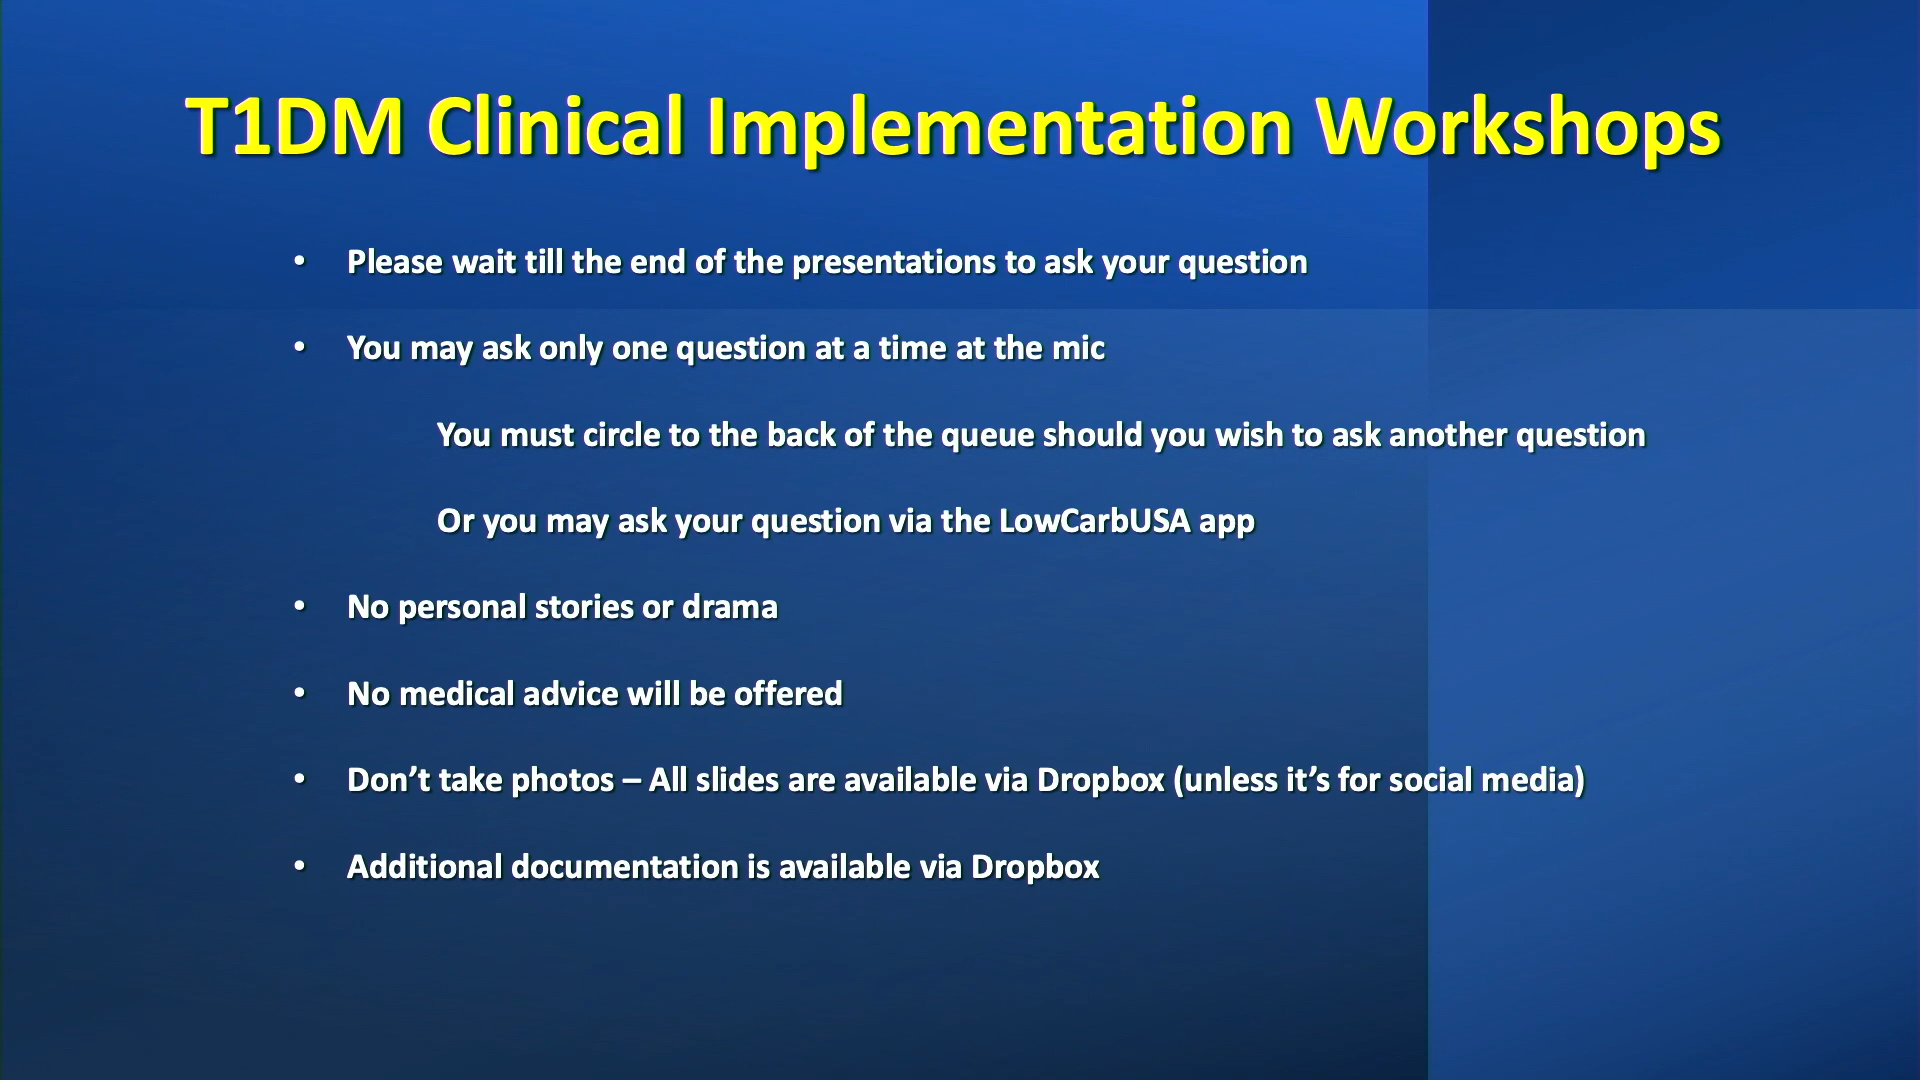 T1DM Clinical Implementation Workshops
• Please wait till the end of the presentations to ask your question
• You may ask only one question at a time at the mic
You must circle to the back of the queue should you wish to ask another question
Or you may ask your question via the LowCarbUSA app
• No personal stories or drama
• No medical advice will be offered
• Don’t take photos – All slides are available via Dropbox (unless it’s for social media)
• Additional documentation is available via Dropbox